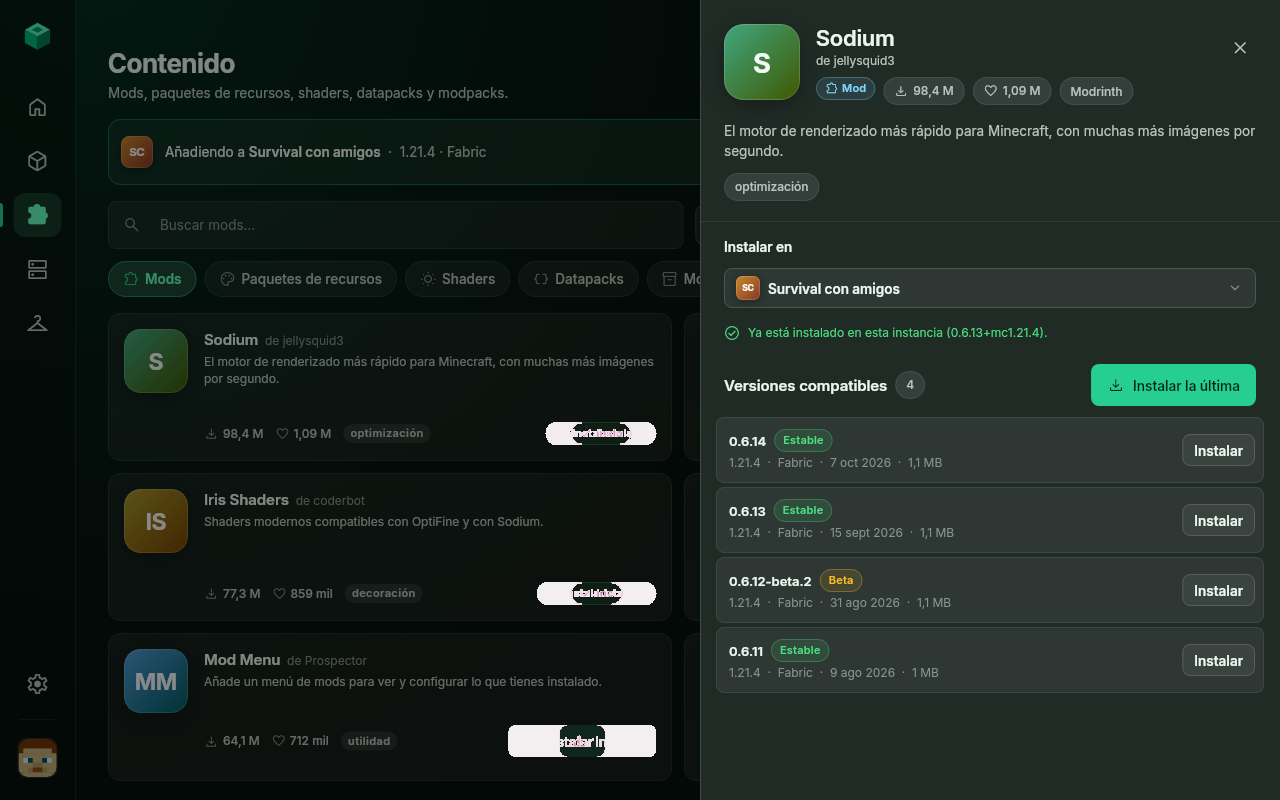 Contenido
Mods, paquetes de recursos, shaders, datapacks y modpacks.
SC
Añadiendo a Survival con amigos · 1.21.4 · Fabric
Buscar mods...
Mods
Paquetes de recursos
Shaders
Datapacks
S
Sodium de jellysquid3
El motor de renderizado más rápido para Minecraft, con muchas más imágenes
por segundo.
98,4 M 1,09 M optimización
IS
Iris Shaders de coderbot
Shaders modernos compatibles con OptiFine y con Sodium.
77,3 M 859 mil decoración
MM
Mod Menu de Prospector
Añade un menú de mods para ver y configurar lo que tienes instalado.
64,1 M 712 mil utilidad
S
Sodium
de jellysquid3
Mod 98,4 M 1,09 M Modrinth
El motor de renderizado más rápido para Minecraft, con muchas más imágenes por
segundo.
optimización
Instalar en
SC Survival con amigos
Ya está instalado en esta instancia (0.6.13+mc1.21.4).
Versiones compatibles 4
Instalar la última
0.6.14 Estable
1.21.4 · Fabric · 7 oct 2026 · 1,1 MB
Instalar
0.6.13 Estable
1.21.4 · Fabric · 15 sept 2026 · 1,1 MB
Instalar
0.6.12-beta.2 Beta
1.21.4 · Fabric · 31 ago 2026 · 1,1 MB
Instalar
0.6.11 Estable
1.21.4 · Fabric · 9 ago 2026 · 1 MB
Instalar